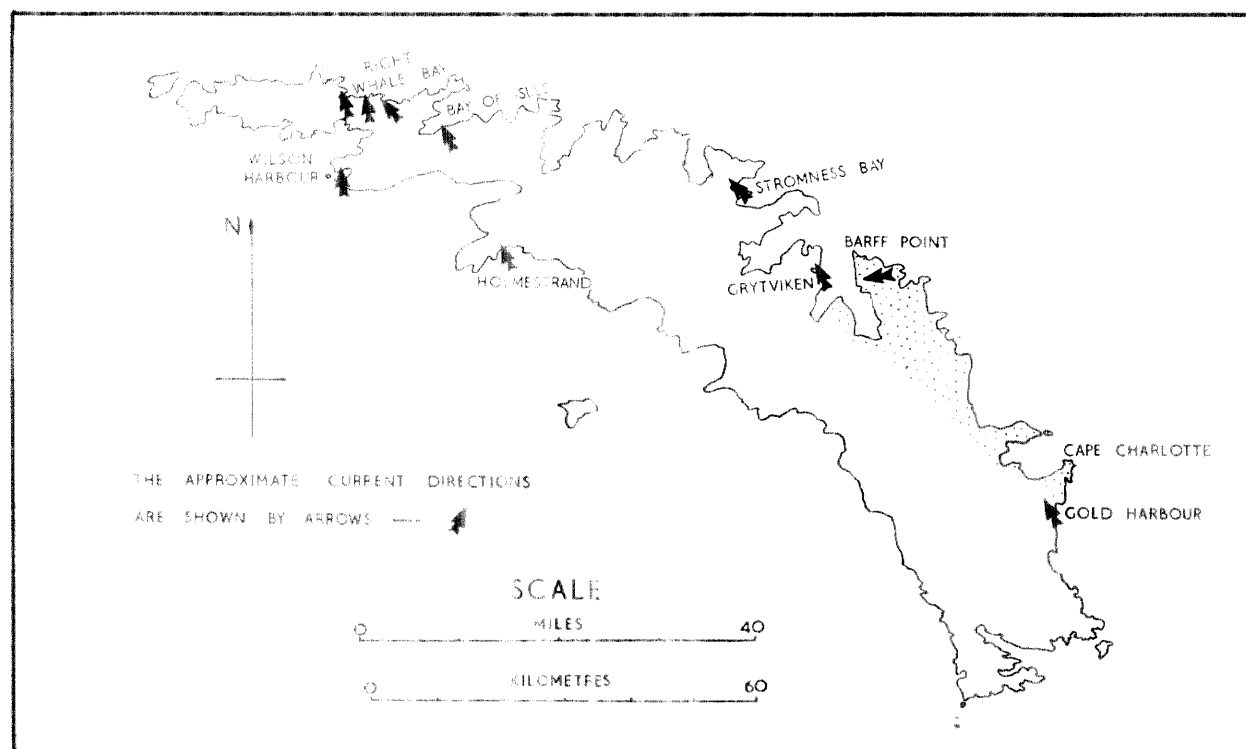 RIGHT
WHALE BAY
BAY OF ISLES
WILSON
HARBOUR
STROMNESS BAY
N
BARFF POINT
GRYTVIKEN
HOLMESTRAND
CAPE CHARLOTTE
THE APPROXIMATE CURRENT DIRECTIONS
ARE SHOWN BY ARROWS —
GOLD HARBOUR
SCALE
0 MILES 40
0 KILOMETRES 60